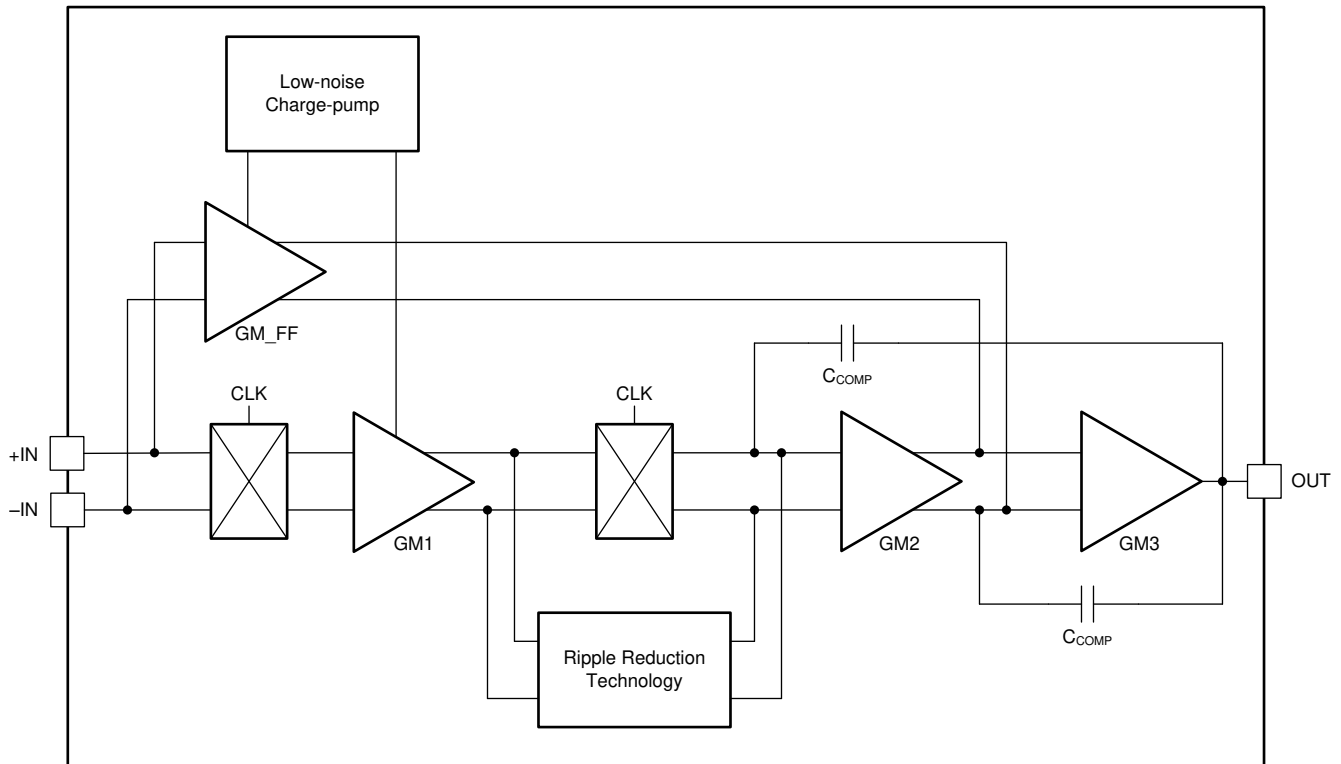 Low-noise
Charge-pump
GM_FF
CCOMP
CLK
CLK
+IN
–IN
OUT
GM1
GM2
GM3
CCOMP
Ripple Reduction
Technology